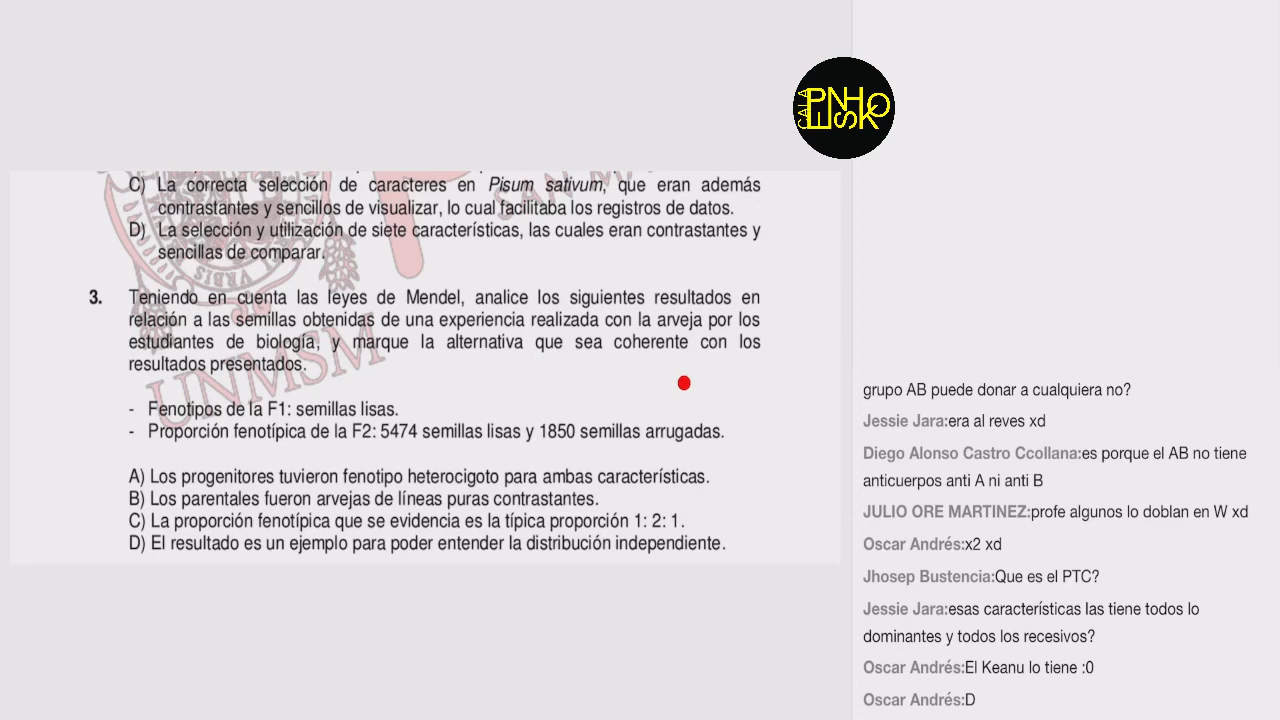 CALA PENHSKO
C) La correcta selección de caracteres en Pisum sativum, que eran además
contrastantes y sencillos de visualizar, lo cual facilitaba los registros de datos.
D) La selección y utilización de siete características, las cuales eran contrastantes y
sencillas de comparar.
3. Teniendo en cuenta las leyes de Mendel, analice los siguientes resultados en
relación a las semillas obtenidas de una experiencia realizada con la arveja por los
estudiantes de biología, y marque la alternativa que sea coherente con los
resultados presentados.
- Fenotipos de la F1: semillas lisas.
- Proporción fenotípica de la F2: 5474 semillas lisas y 1850 semillas arrugadas.
A) Los progenitores tuvieron fenotipo heterocigoto para ambas características.
B) Los parentales fueron arvejas de líneas puras contrastantes.
C) La proporción fenotípica que se evidencia es la típica proporción 1: 2: 1.
D) El resultado es un ejemplo para poder entender la distribución independiente.
URBIS
UNMSM
SAN M
grupo AB puede donar a cualquiera no?
Jessie Jara:era al reves xd
Diego Alonso Castro Ccollana:es porque el AB no tiene
anticuerpos anti A ni anti B
JULIO ORE MARTINEZ:profe algunos lo doblan en W xd
Oscar Andrés:x2 xd
Jhosep Bustencia:Que es el PTC?
Jessie Jara:esas características las tiene todos lo
dominantes y todos los recesivos?
Oscar Andrés:El Keanu lo tiene :0
Oscar Andrés:D